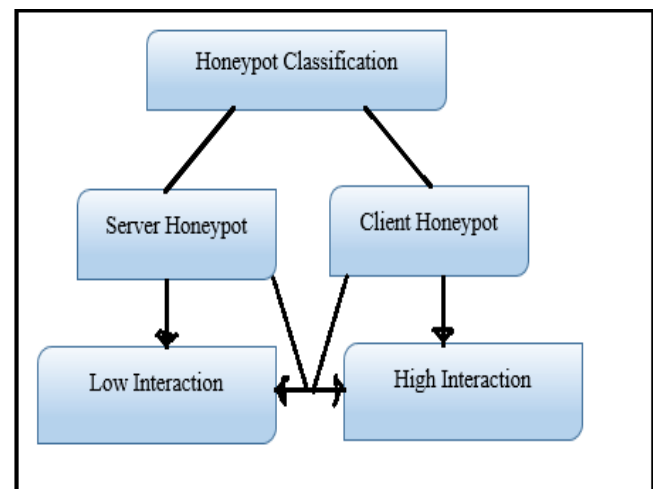 Honeypot Classification
Server Honeypot
Client Honeypot
Low Interaction
High Interaction